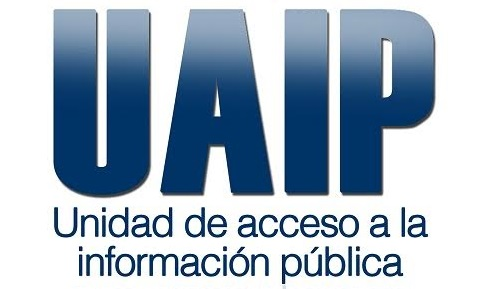 UAIP
Unidad de acceso a la
información pública